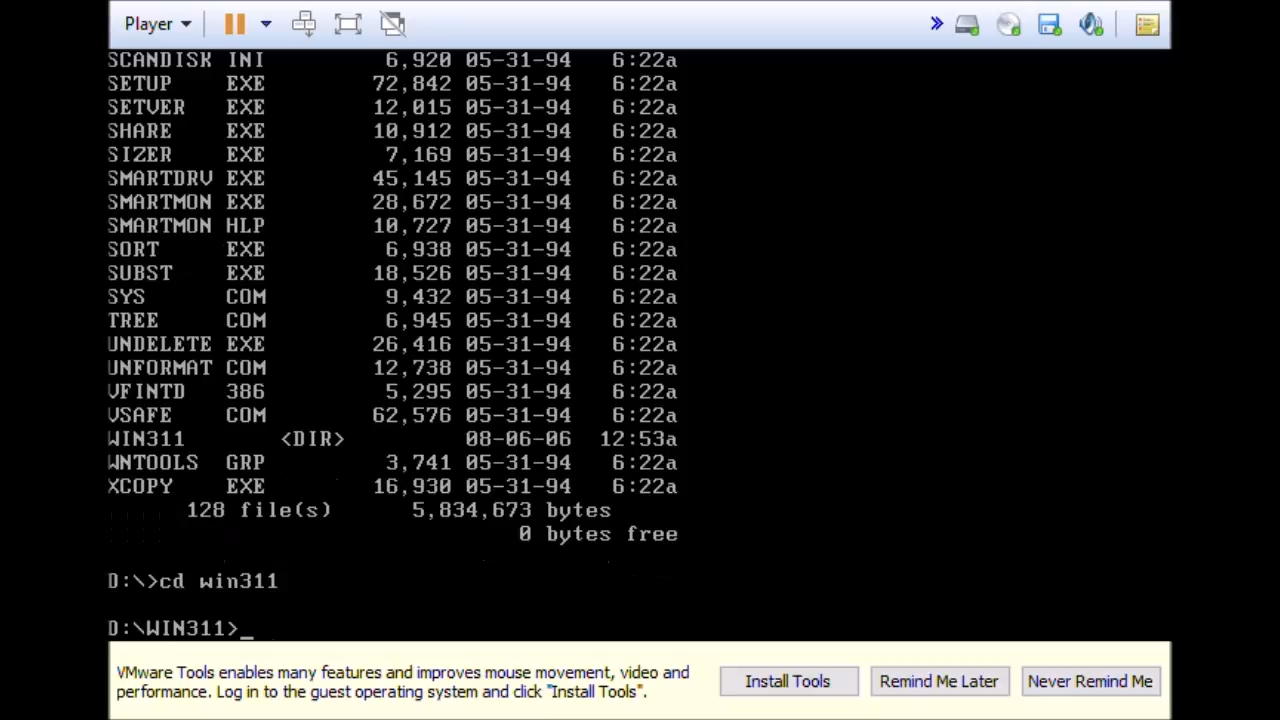 Player
SCANDISK INI 6,920 05-31-94 6:22a
SETUP EXE 72,842 05-31-94 6:22a
SETVER EXE 12,015 05-31-94 6:22a
SHARE EXE 10,912 05-31-94 6:22a
SIZER EXE 7,169 05-31-94 6:22a
SMARTDRV EXE 45,145 05-31-94 6:22a
SMARTMON EXE 28,672 05-31-94 6:22a
SMARTMON HLP 10,727 05-31-94 6:22a
SORT EXE 6,938 05-31-94 6:22a
SUBST EXE 18,526 05-31-94 6:22a
SYS COM 9,432 05-31-94 6:22a
TREE COM 6,945 05-31-94 6:22a
UNDELETE EXE 26,416 05-31-94 6:22a
UNFORMAT COM 12,738 05-31-94 6:22a
VFINTD 386 5,295 05-31-94 6:22a
VSAFE COM 62,576 05-31-94 6:22a
WIN311 <DIR> 08-06-06 12:53a
WNTOOLS GRP 3,741 05-31-94 6:22a
XCOPY EXE 16,930 05-31-94 6:22a
128 file(s) 5,834,673 bytes
0 bytes free
D:\>cd win311
D:\WIN311>_
VMware Tools enables many features and improves mouse movement, video and
performance. Log in to the guest operating system and click "Install Tools".
Install Tools Remind Me Later Never Remind Me